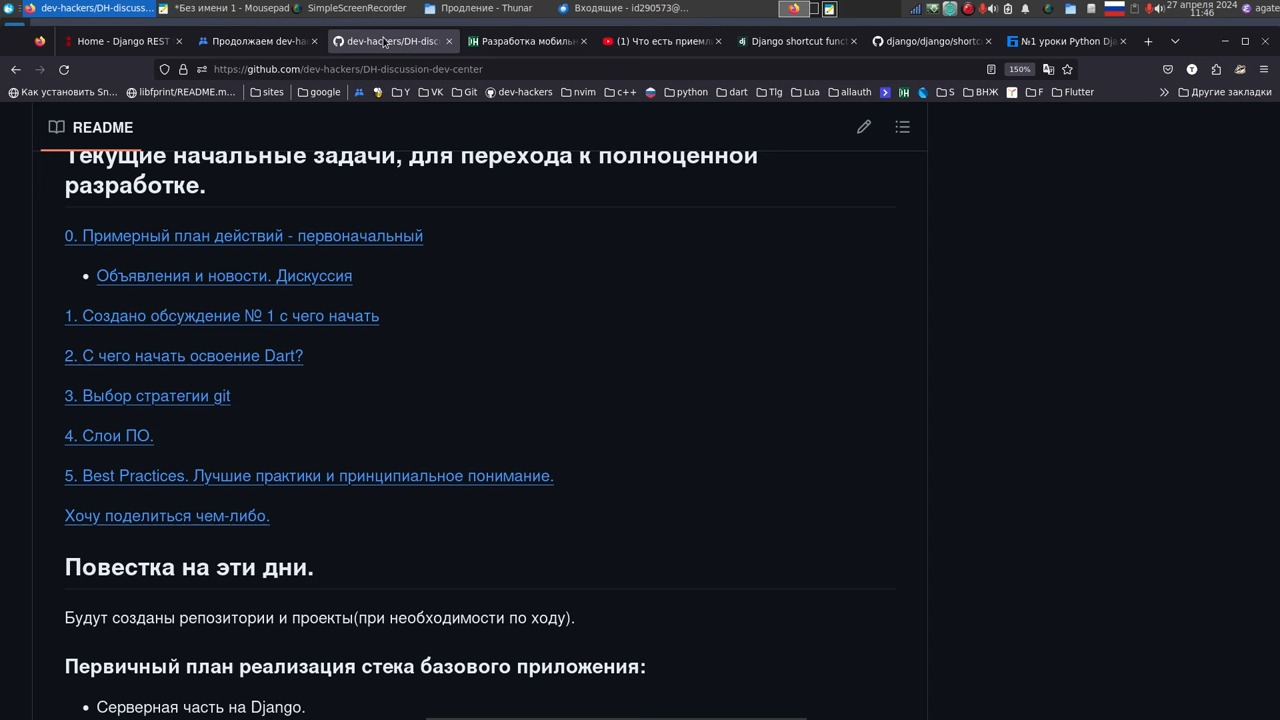 dev-hackers/DH-discuss... *Без имени 1 - Mousepad SimpleScreenRecorder Продление - Thunar Входящие - id290573@... 27 апреля 2024 agate
11:46
Home - Django REST Продолжаем dev-ha dev-hackers/DH-disc Разработка мобиль (1) Что есть приемл Django shortcut funct django/django/shortc №1 уроки Python Dja
https://github.com/dev-hackers/DH-discussion-dev-center 150%
Как установить Sn... libfprint/README.m... sites google Y VK Git dev-hackers nvim c++ python dart Tlg Lua allauth S ВНЖ F Flutter Другие закладки
README
Текущие начальные задачи, для перехода к полноценной
разработке.
0. Примерный план действий - первоначальный
Объявления и новости. Дискуссия
1. Создано обсуждение № 1 с чего начать
2. С чего начать освоение Dart?
3. Выбор стратегии git
4. Слои ПО.
5. Best Practices. Лучшие практики и принципиальное понимание.
Хочу поделиться чем-либо.
Повестка на эти дни.
Будут созданы репозитории и проекты(при необходимости по ходу).
Первичный план реализация стека базового приложения:
Серверная часть на Django.